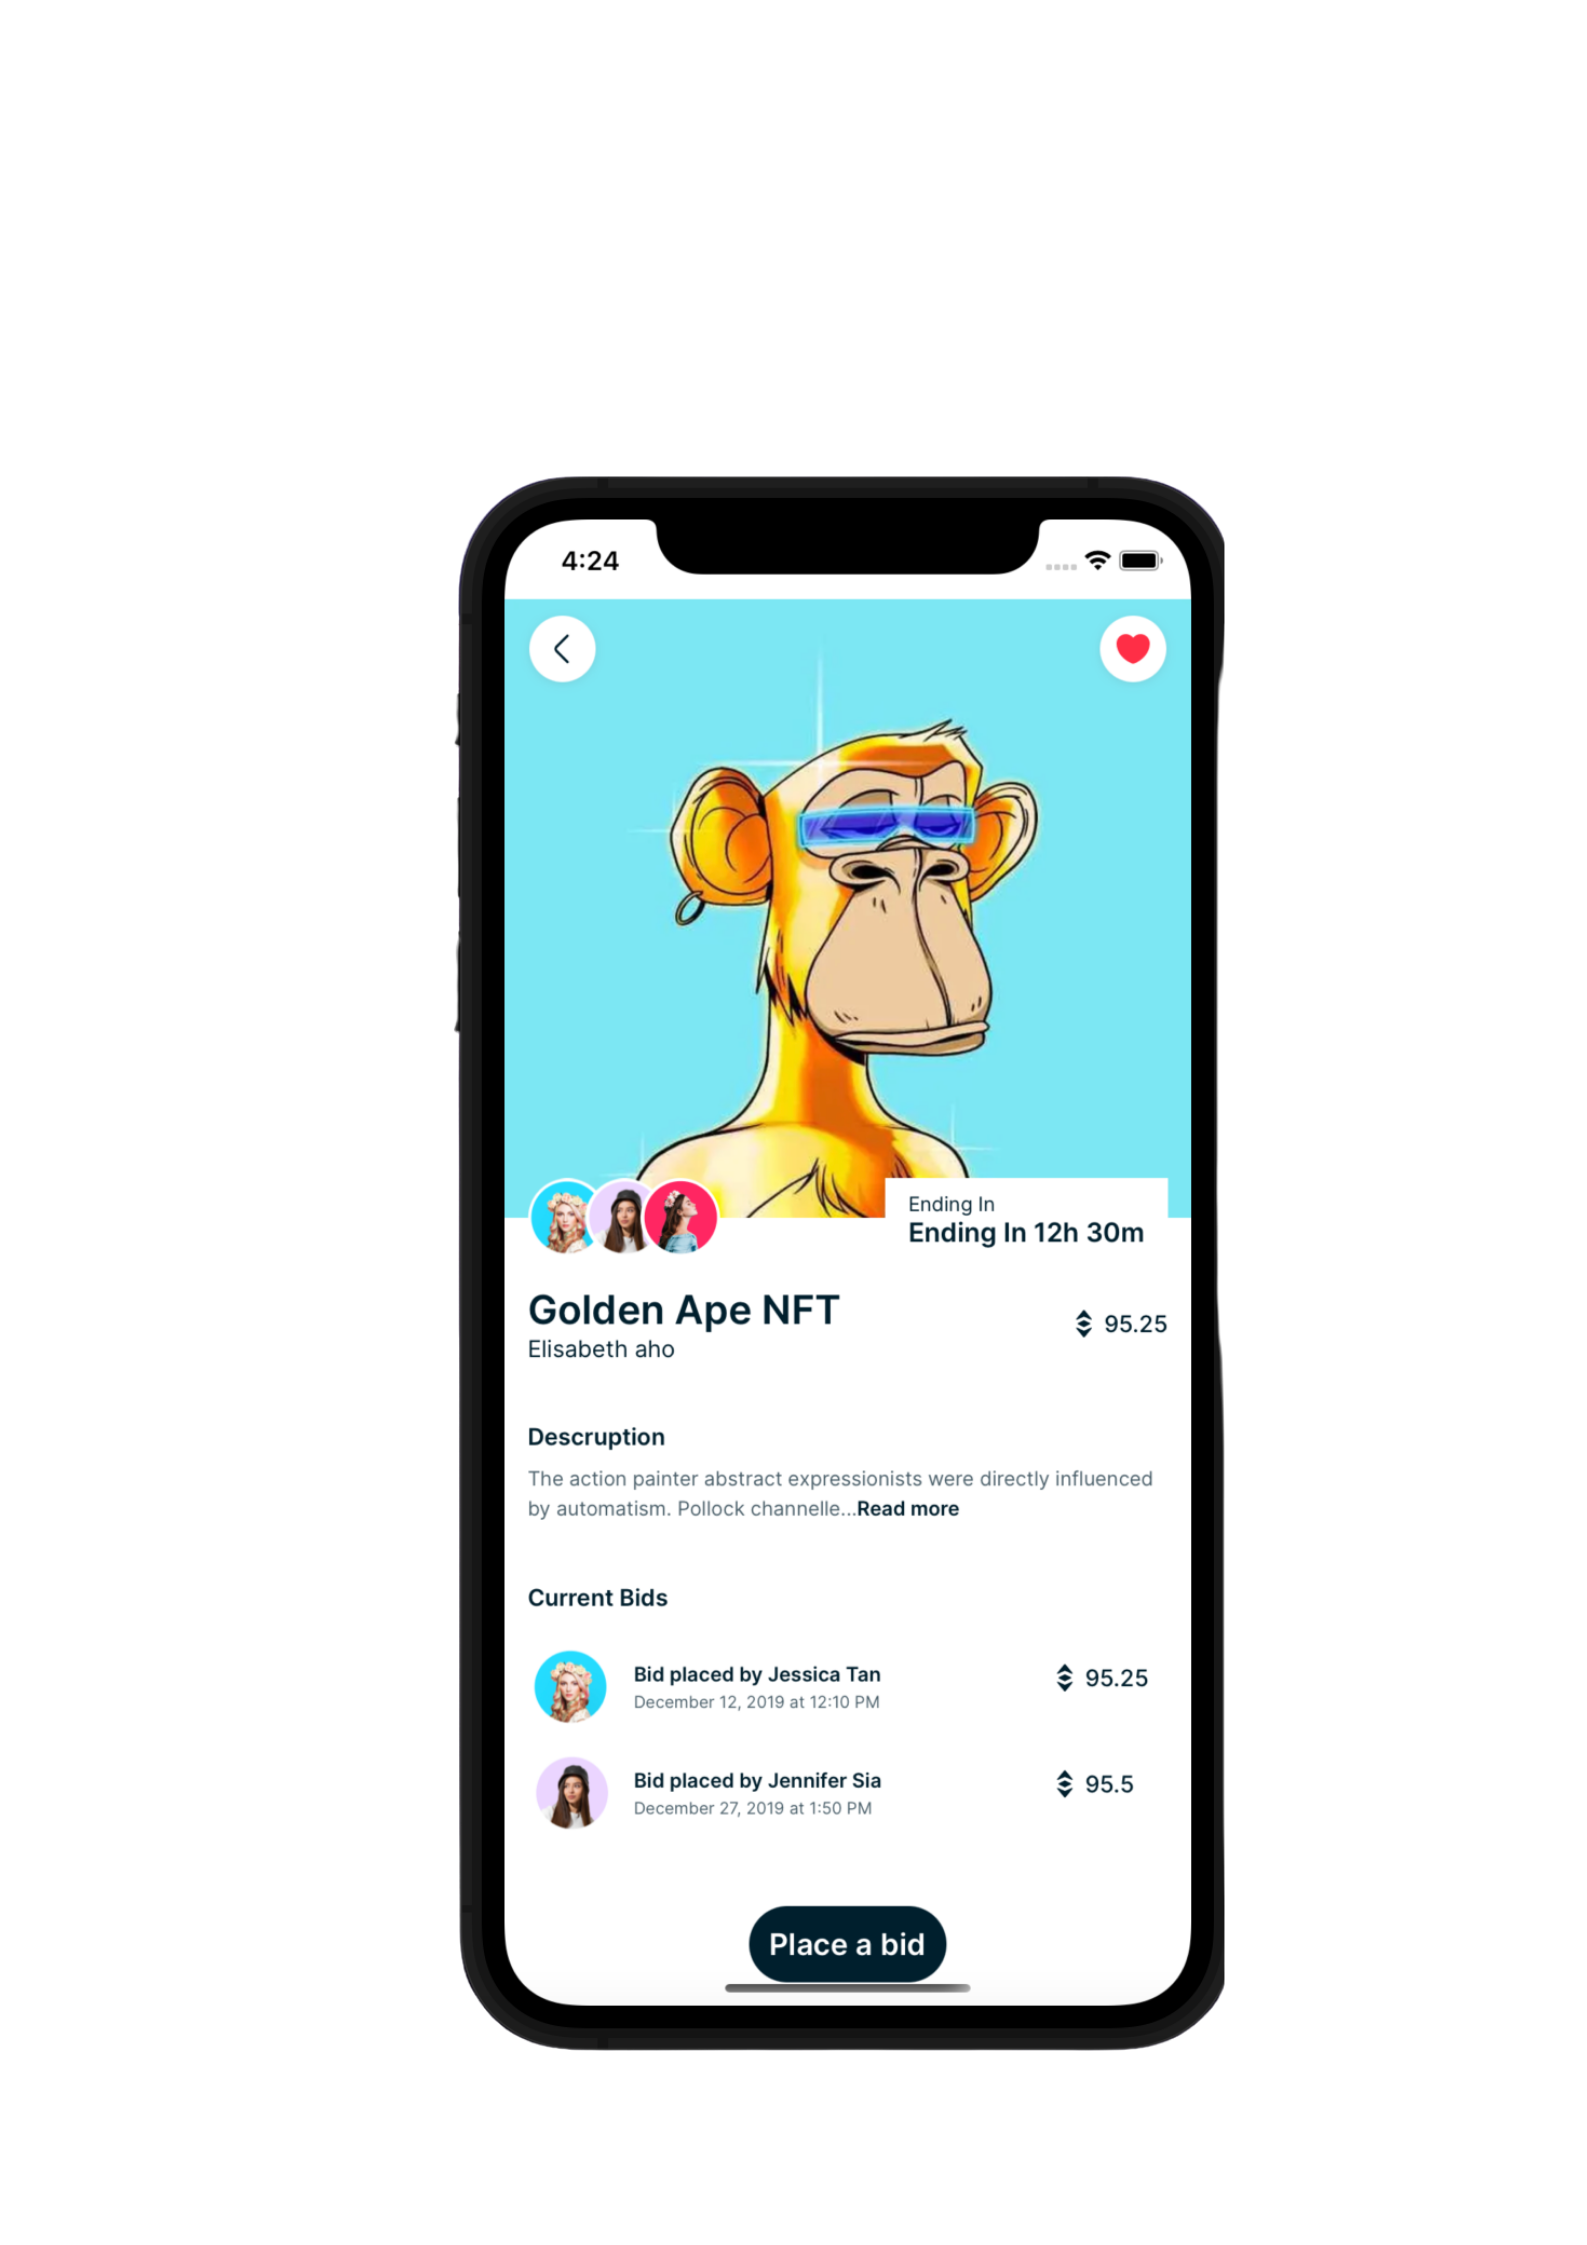 4:24
Ending In
Ending In 12h 30m
Golden Ape NFT
95.25
Elisabeth aho
Descruption
The action painter abstract expressionists were directly influenced
by automatism. Pollock channelle...Read more
Current Bids
Bid placed by Jessica Tan
95.25
December 12, 2019 at 12:10 PM
Bid placed by Jennifer Sia
95.5
December 27, 2019 at 1:50 PM
Place a bid